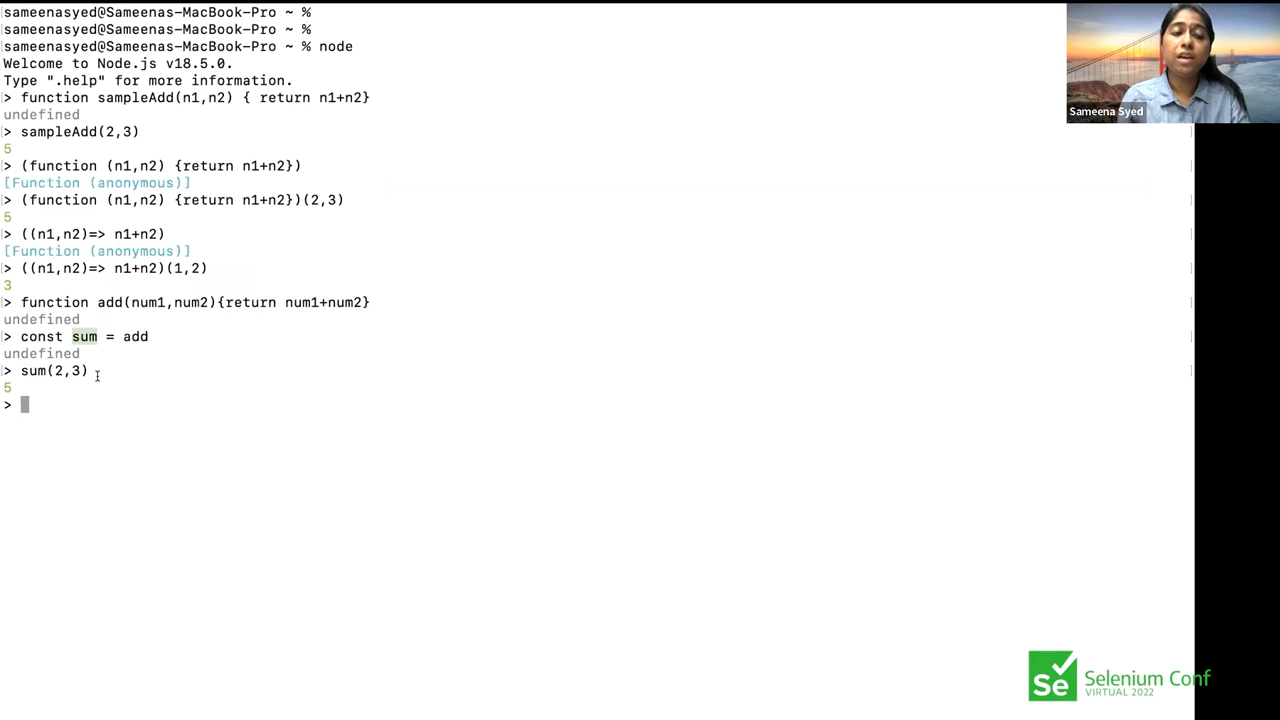 sameenasyed@Sameenas-MacBook-Pro ~ %
sameenasyed@Sameenas-MacBook-Pro ~ %
sameenasyed@Sameenas-MacBook-Pro ~ % node
Welcome to Node.js v18.5.0.
Type ".help" for more information.
> function sampleAdd(n1,n2) { return n1+n2}
undefined
> sampleAdd(2,3)
5
> (function (n1,n2) {return n1+n2})
[Function (anonymous)]
> (function (n1,n2) {return n1+n2})(2,3)
5
> ((n1,n2)=> n1+n2)
[Function (anonymous)]
> ((n1,n2)=> n1+n2)(1,2)
3
> function add(num1,num2){return num1+num2}
undefined
> const sum = add
undefined
> sum(2,3)
5
>
Sameena Syed
Se Selenium Conf
VIRTUAL 2022